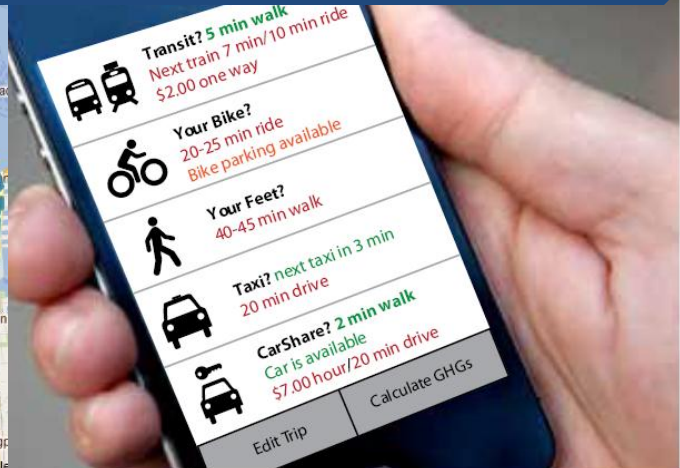 Transit? 5 min walk
Next train 7 min/10 min ride
$2.00 one way
Your Bike?
20-25 min ride
Bike parking available
Your Feet?
40-45 min walk
Taxi? next taxi in 3 min
20 min drive
CarShare? 2 min walk
Car is available
$7.00 hour/20 min drive
Edit Trip
Calculate GHGs